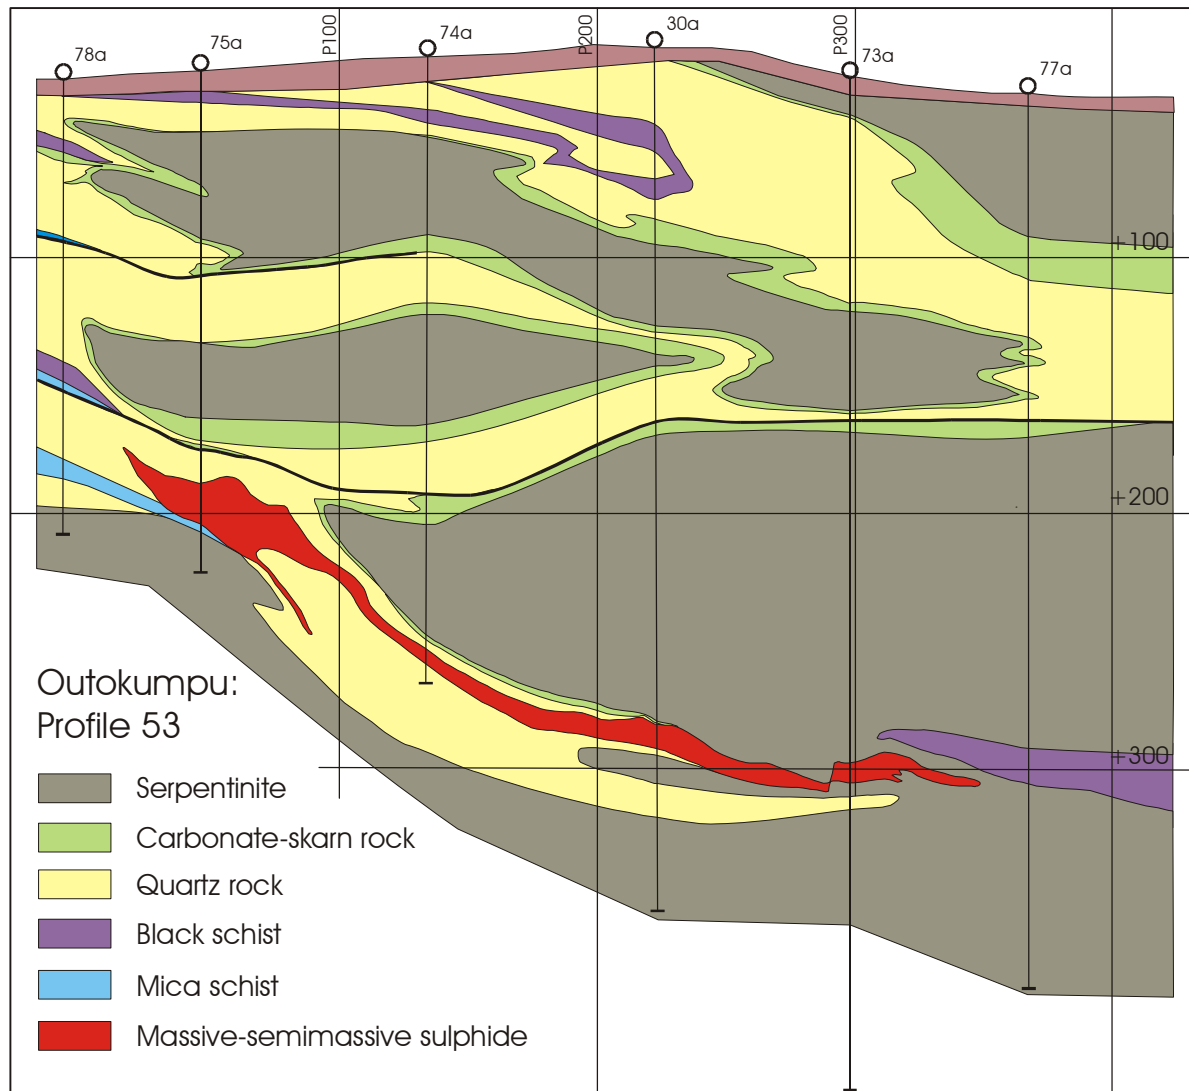 78a
75a
P100
74a
P200
30a
P300
73a
77a
+100
+200
+300
Outokumpu:
Profile 53
Serpentinite
Carbonate-skarn rock
Quartz rock
Black schist
Mica schist
Massive-semimassive sulphide